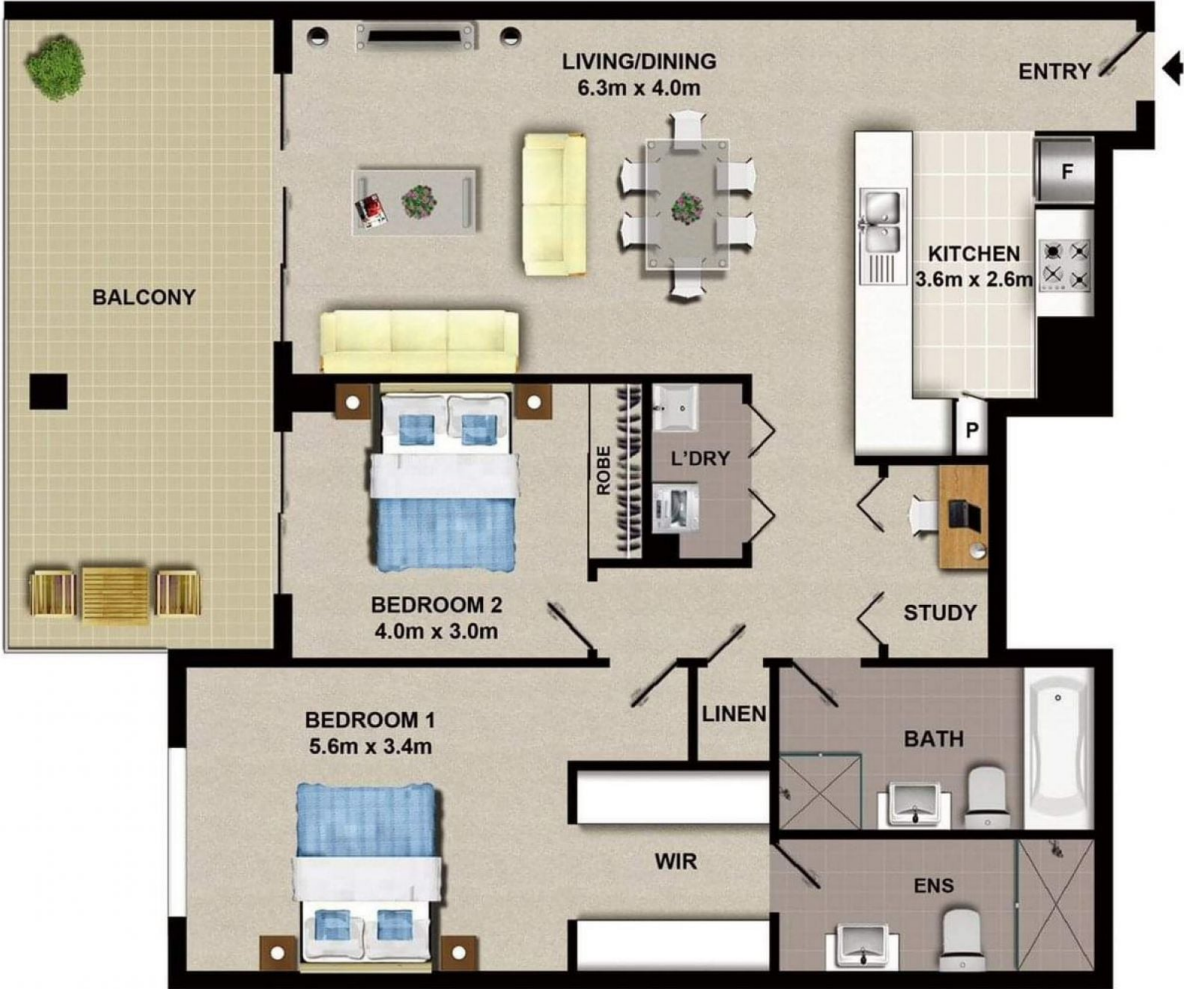 LIVING/DINING
6.3m x 4.0m
ENTRY
F
KITCHEN
3.6m x 2.6m
BALCONY
P
ROBE
L'DRY
BEDROOM 2
4.0m x 3.0m
STUDY
BEDROOM 1
5.6m x 3.4m
LINEN
BATH
WIR
ENS